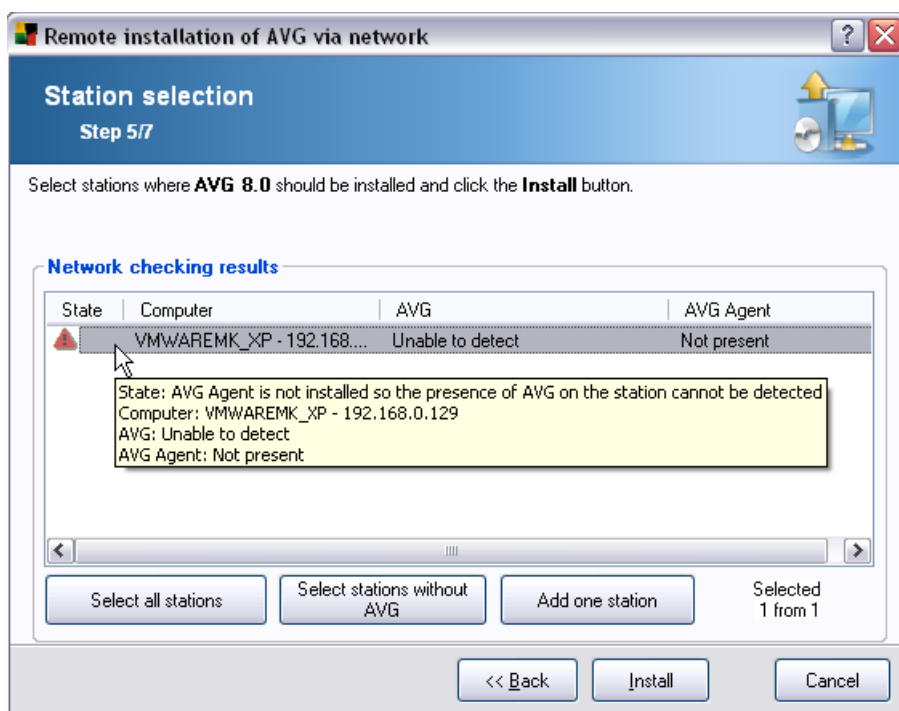 Remote installation of AVG via network
Station selection
Step 5/7
Select stations where AVG 8.0 should be installed and click the Install button.
Network checking results
State Computer AVG AVG Agent
VMWAREMK_XP - 192.168.... Unable to detect Not present
State: AVG Agent is not installed so the presence of AVG on the station cannot be detected
Computer: VMWAREMK_XP - 192.168.0.129
AVG: Unable to detect
AVG Agent: Not present
Select all stations
Select stations without
AVG
Add one station
Selected
1 from 1
<< Back
Install
Cancel